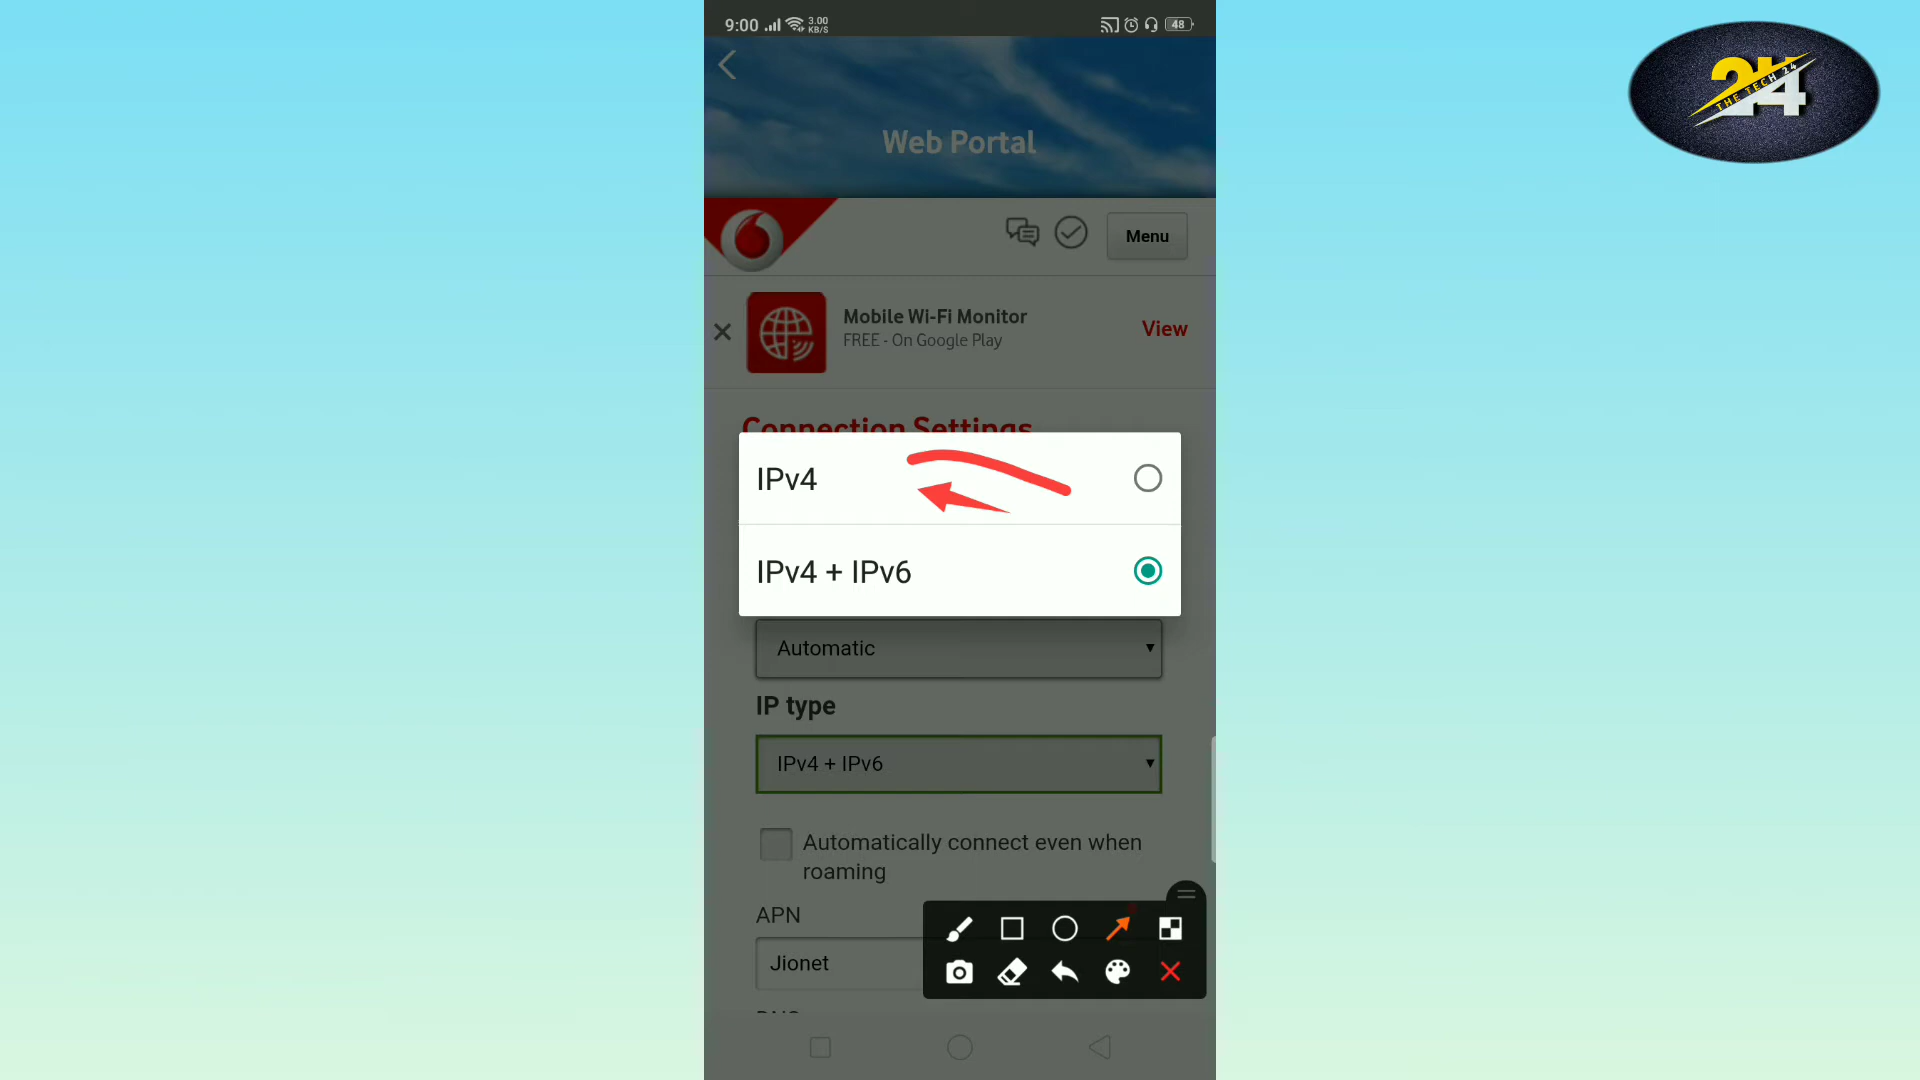 9:00
3.00
KB/S
48
24
THE TECH 24
Web Portal
Menu
Mobile Wi-Fi Monitor
FREE - On Google Play
View
Connection Settings
IPv4
IPv4 + IPv6
Automatic
IP type
IPv4 + IPv6
Automatically connect even when
roaming
APN
Jionet